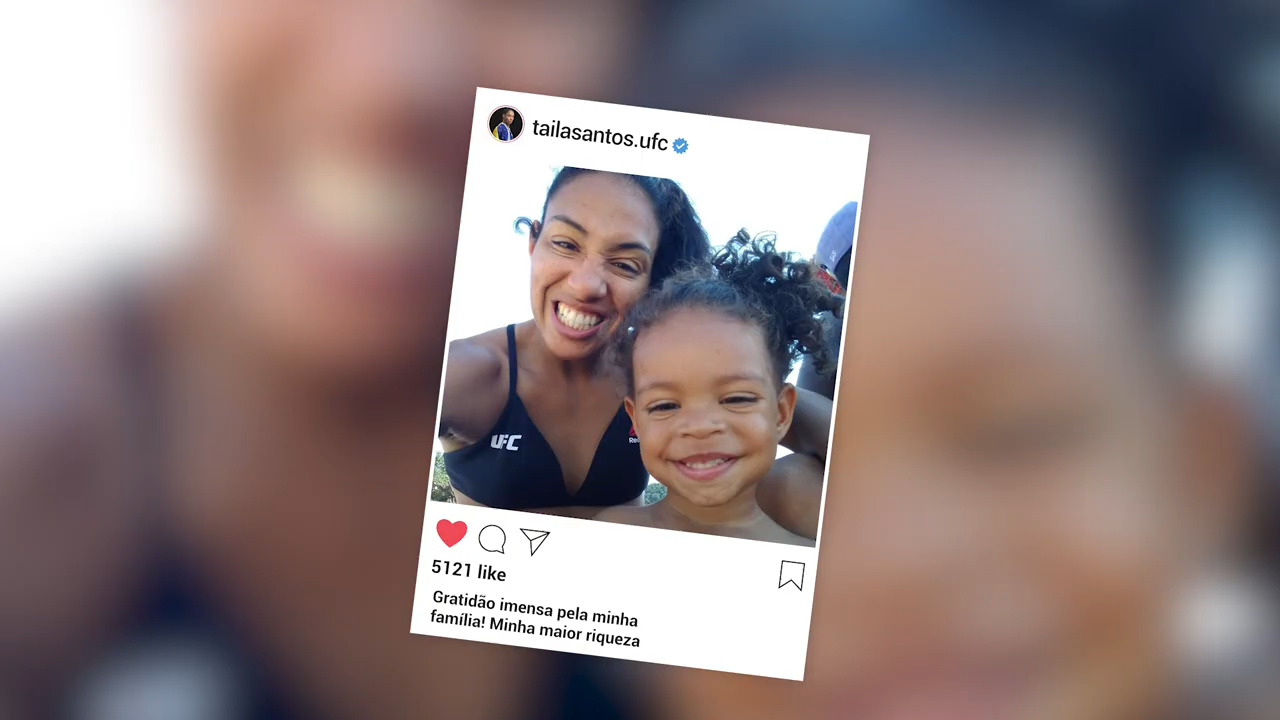 tailasantos.ufc
UFC
5121 like
Gratidão imensa pela minha
família! Minha maior riqueza